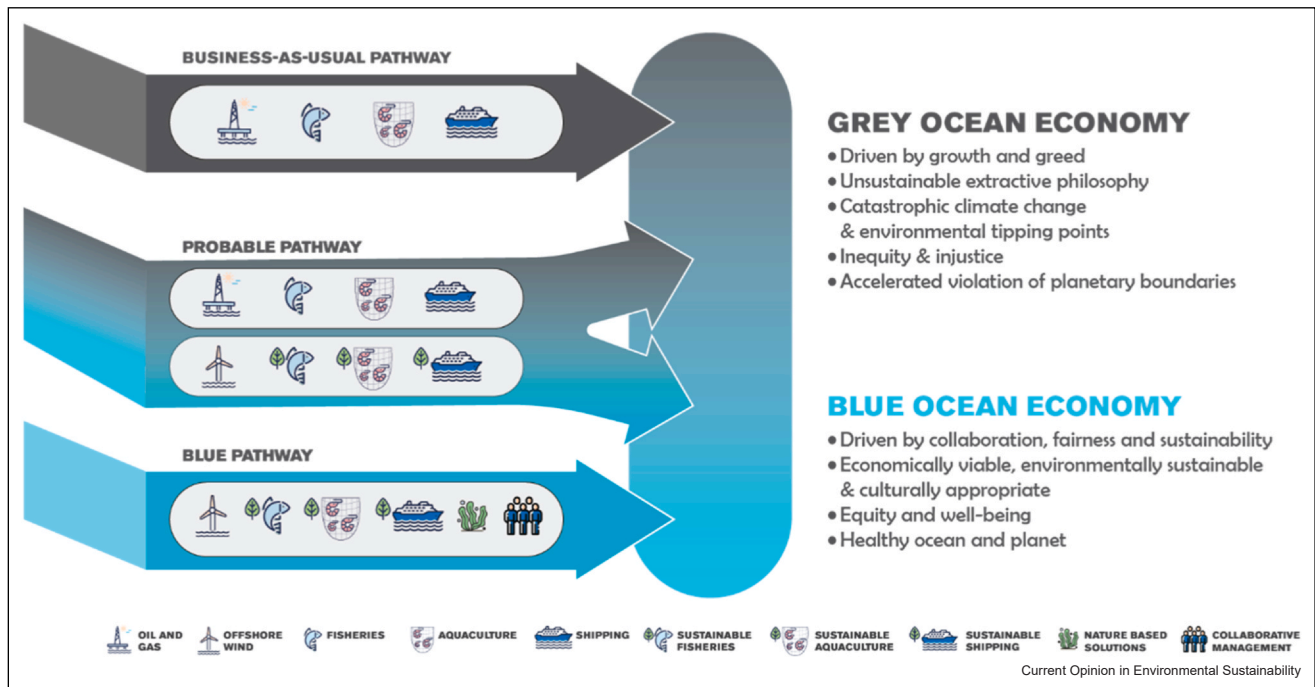 BUSINESS-AS-USUAL PATHWAY
GREY OCEAN ECONOMY
• Driven by growth and greed
• Unsustainable extractive philosophy
• Catastrophic climate change
& environmental tipping points
• Inequity & injustice
• Accelerated violation of planetary boundaries
PROBABLE PATHWAY
BLUE OCEAN ECONOMY
• Driven by collaboration, fairness and sustainability
• Economically viable, environmentally sustainable
& culturally appropriate
• Equity and well-being
• Healthy ocean and planet
BLUE PATHWAY
OIL AND
GAS
OFFSHORE
WIND
FISHERIES
AQUACULTURE
SHIPPING
SUSTAINABLE
FISHERIES
SUSTAINABLE
AQUACULTURE
SUSTAINABLE
SHIPPING
NATURE BASED
SOLUTIONS
COLLABORATIVE
MANAGEMENT
Current Opinion in Environmental Sustainability